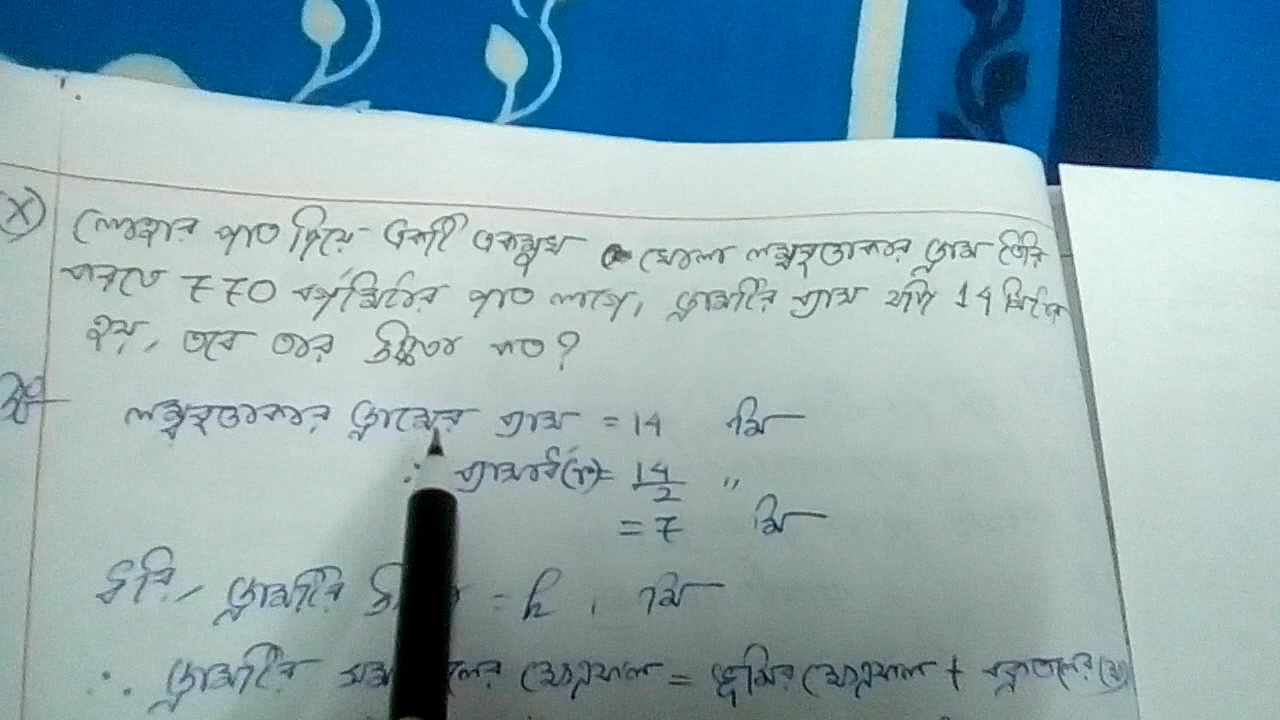 X) লোহার পাত দিয়ে একটি একমুখ খোলা লম্ববৃত্তাকার ড্রাম তৈরি
করতে 770 বর্গমিটার পাত লাগে, ড্রামটির ব্যাস যদি 14 মিটার
হয়, তবে তার উচ্চতা কত?
লম্ববৃত্তাকার ড্রামের ব্যাস = 14 মি
∴ ব্যাসার্ধ (r) = 14/2 "
= 7 মি
ধরি, ড্রামটির = h মি
∴ ড্রামটির ক্ষেত্রফল = ভূমির ক্ষেত্রফল + বক্রতলের